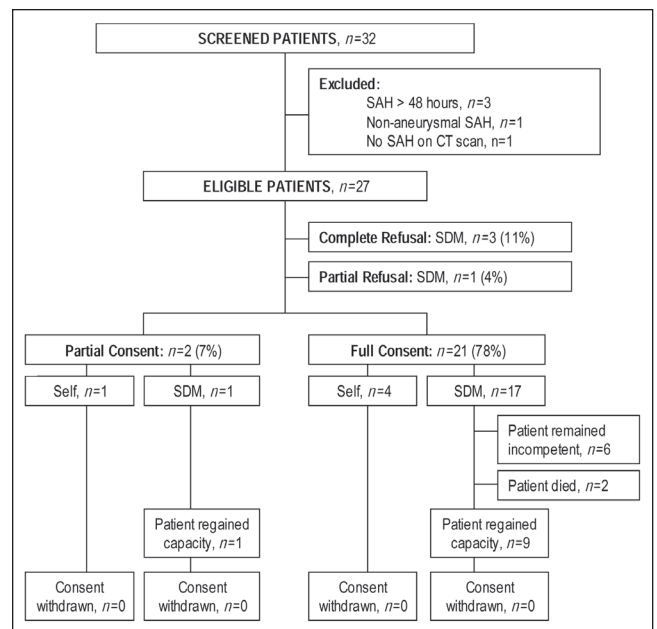 SCREENED PATIENTS, n=32
Excluded:
SAH > 48 hours, n=3
Non-aneurysmal SAH, n=1
No SAH on CT scan, n=1
ELIGIBLE PATIENTS, n=27
Complete Refusal: SDM, n=3 (11%)
Partial Refusal: SDM, n=1 (4%)
Partial Consent: n=2 (7%)
Full Consent: n=21 (78%)
Self, n=1
SDM, n=1
Self, n=4
SDM, n=17
Patient remained
incompetent, n=6
Patient died, n=2
Patient regained
capacity, n=1
Patient regained
capacity, n=9
Consent
withdrawn, n=0
Consent
withdrawn, n=0
Consent
withdrawn, n=0
Consent
withdrawn, n=0